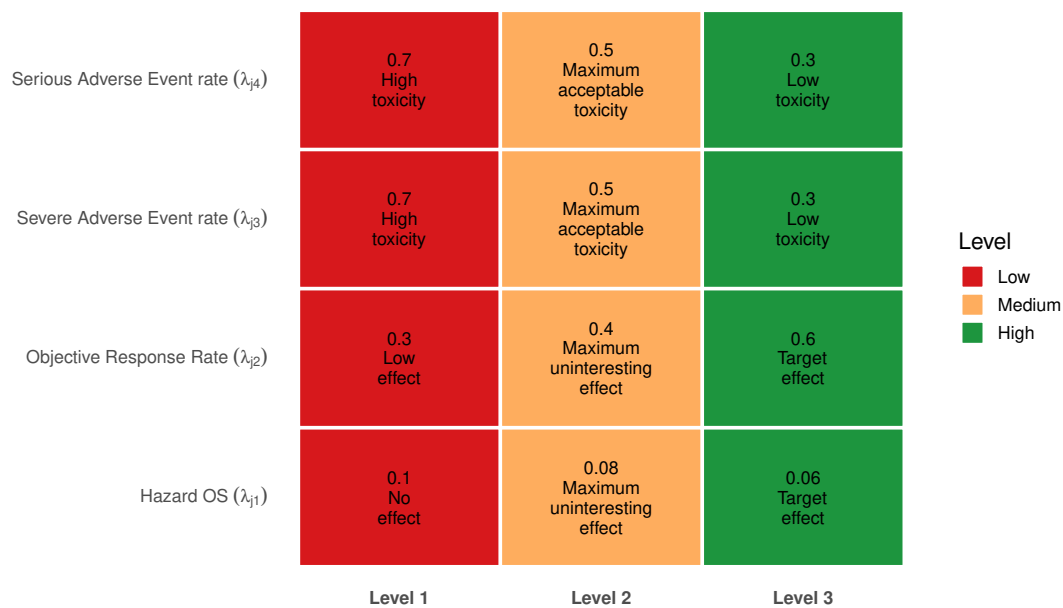 Serious Adverse Event rate (λj4)
0.7
High
toxicity
0.5
Maximum
acceptable
toxicity
0.3
Low
toxicity
Severe Adverse Event rate (λj3)
0.7
High
toxicity
0.5
Maximum
acceptable
toxicity
0.3
Low
toxicity
Objective Response Rate (λj2)
0.3
Low
effect
0.4
Maximum
uninteresting
effect
0.6
Target
effect
Hazard OS (λj1)
0.1
No
effect
0.08
Maximum
uninteresting
effect
0.06
Target
effect
Level 1
Level 2
Level 3
Level
Low
Medium
High